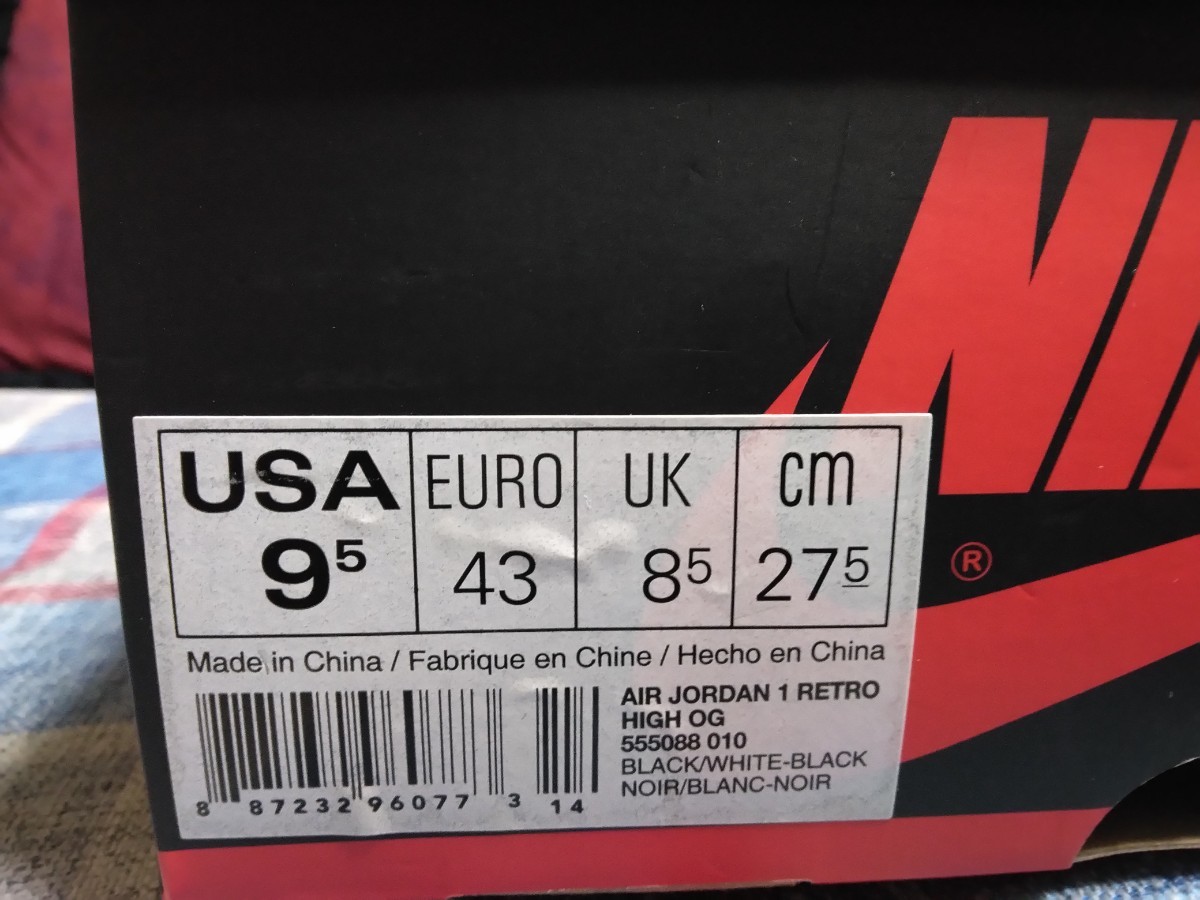 NI
®
USA EURO UK cm
9⁵ 43 8⁵ 27⁵
Made in China / Fabrique en Chine / Hecho en China
AIR JORDAN 1 RETRO
HIGH OG
555088 010
BLACK/WHITE-BLACK
NOIR/BLANC-NOIR
8 87232 96077 3 14